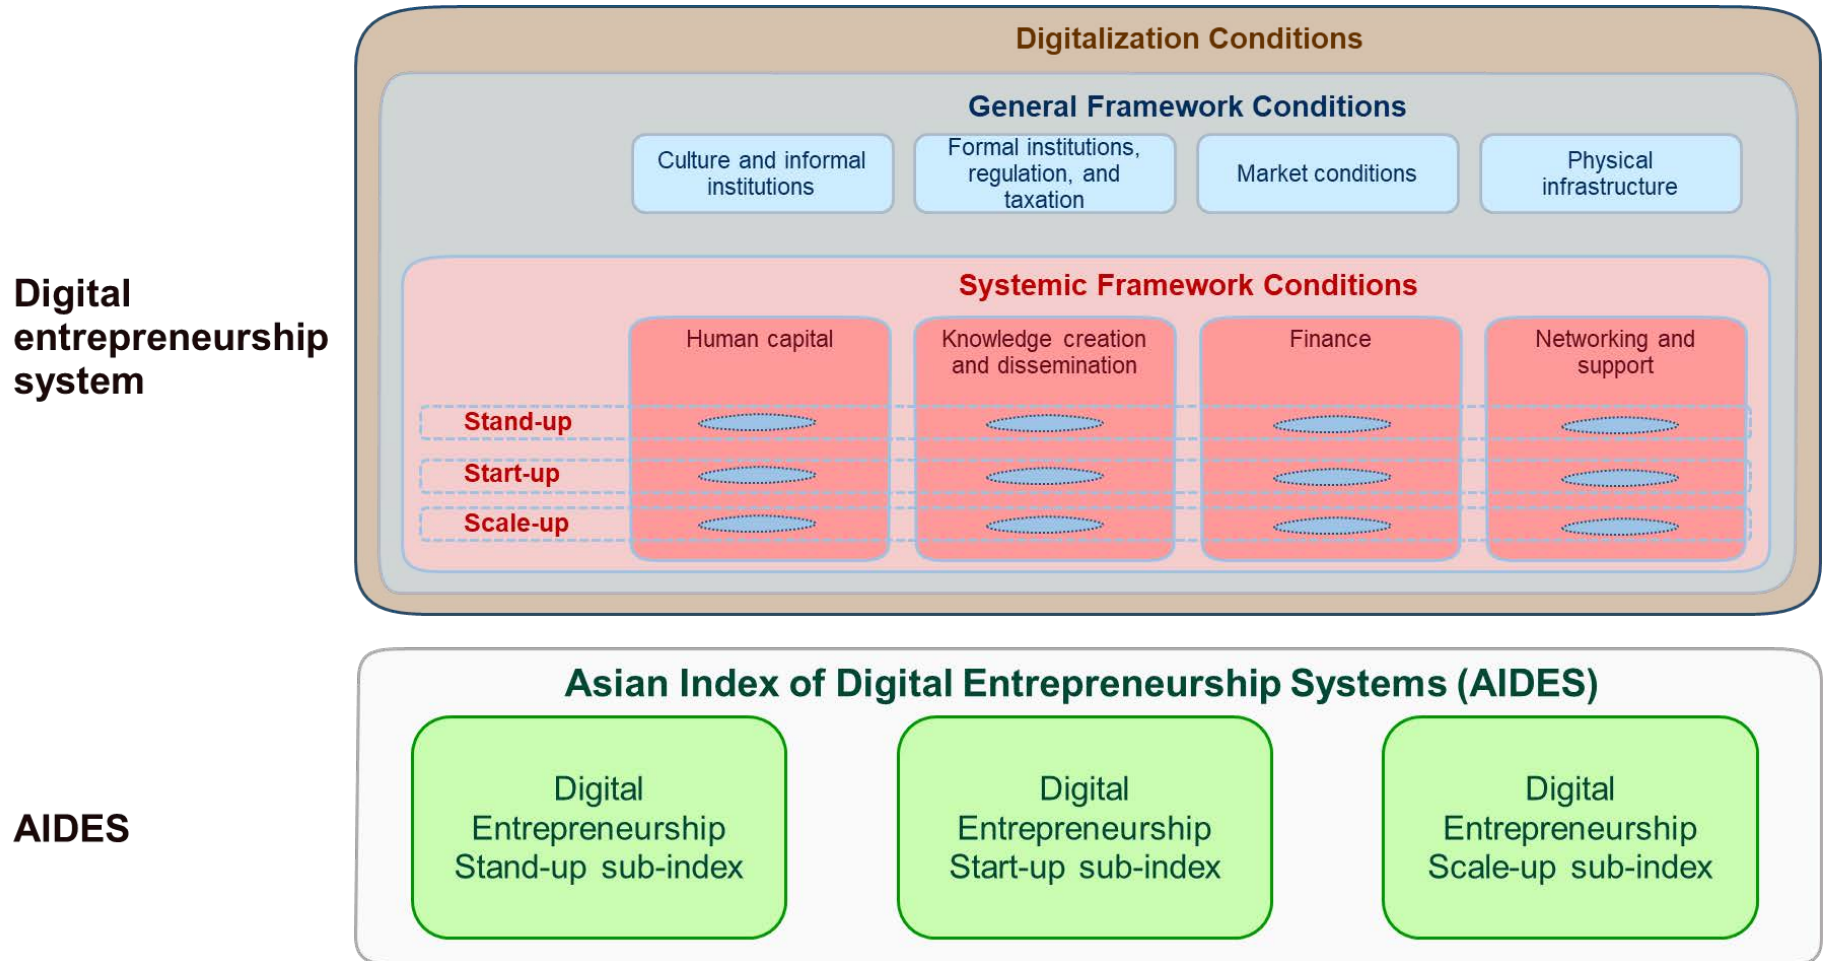 Digitalization Conditions
General Framework Conditions
Culture and informal
institutions
Formal institutions,
regulation, and
taxation
Market conditions
Physical
infrastructure
Digital
entrepreneurship
system
Systemic Framework Conditions
Human capital
Knowledge creation
and dissemination
Finance
Networking and
support
Stand-up
Start-up
Scale-up
Asian Index of Digital Entrepreneurship Systems (AIDES)
AIDES
Digital
Entrepreneurship
Stand-up sub-index
Digital
Entrepreneurship
Start-up sub-index
Digital
Entrepreneurship
Scale-up sub-index